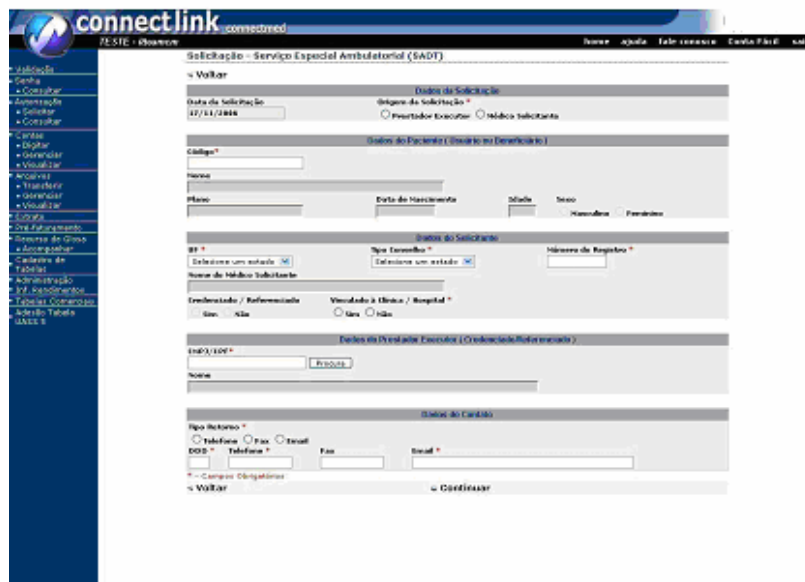 connectlink connectmed
TESTE -
home ajuda fale conosco Conta Fácil
Solicitação - Serviço Especial Ambulatorial (SADT)
« Voltar
Validação
Senha
Consultar
Autorização
Solicitar
Consultar
Contas
Digitar
Gerenciar
Visualizar
Arquivos
Transferir
Gerenciar
Visualizar
Extrato
Pré-faturamento
Recurso de Glosa
Acompanhar
Cadastro de
Tabelas
Administração
Inf. Rendimentos
Tabelas Comerciais
Adesão Tabela
Dados da Solicitação
Data da Solicitação Origem da Solicitação *
17/11/2006 Prestador Executor Médico Solicitante
Dados do Paciente ( Usuário ou Beneficiário )
Código*
Nome
Plano Data de Nascimento Idade Sexo
Masculino Feminino
Dados do Solicitante
UF * Tipo Conselho * Número de Registro *
Selecione um estado Selecione um estado
Nome do Médico Solicitante
Credenciado / Referenciado Vinculado à Clínica / Hospital *
Sim Não Sim Não
Dados do Prestador Executor ( Credenciado/Referenciado )
CNPJ/CPF*
Procura
Nome
Dados do Contato
Tipo Retorno *
Telefone Fax Email
DDD * Telefone * Fax Email *
* - Campos Obrigatórios
« Voltar » Continuar